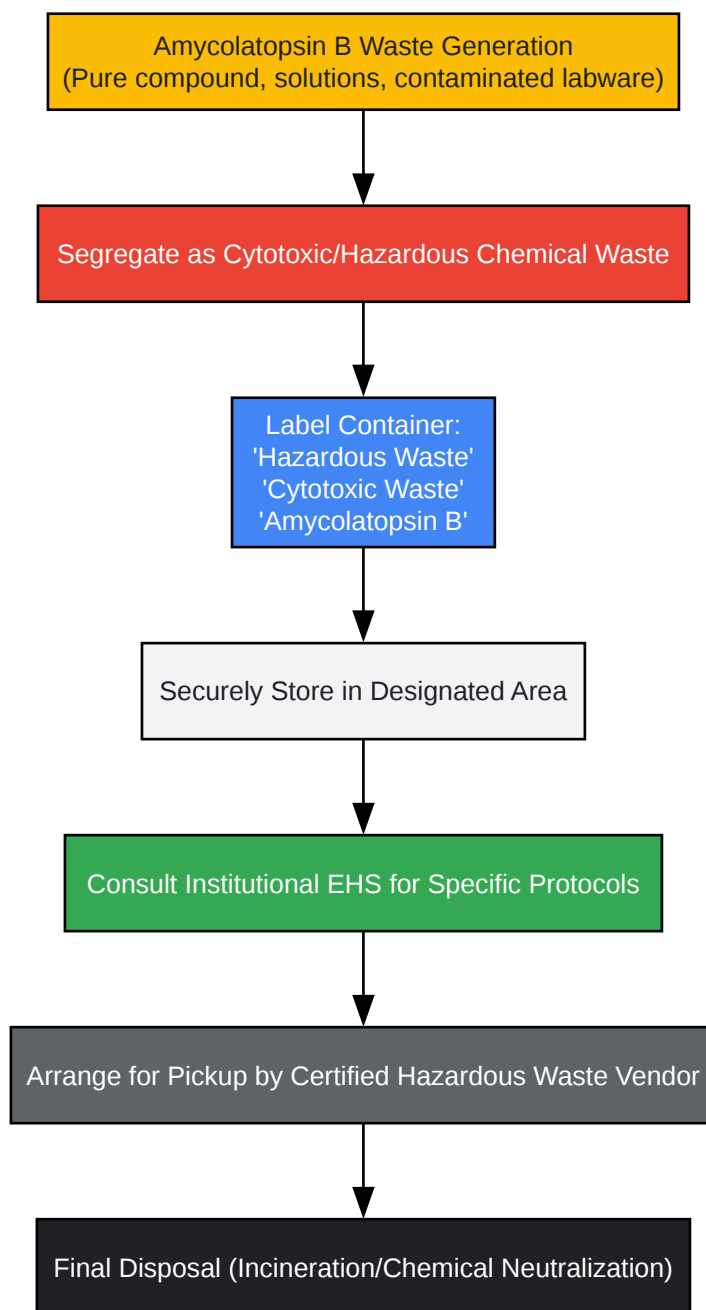 Amycolatopsin B Waste Generation
(Pure compound, solutions, contaminated labware)
Segregate as Cytotoxic/Hazardous Chemical Waste
Label Container:
'Hazardous Waste'
'Cytotoxic Waste'
'Amycolatopsin B'
Securely Store in Designated Area
Consult Institutional EHS for Specific Protocols
Arrange for Pickup by Certified Hazardous Waste Vendor
Final Disposal (Incineration/Chemical Neutralization)